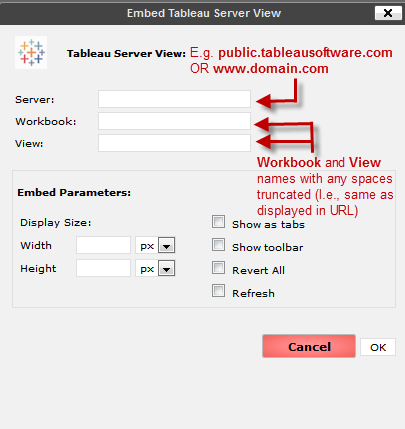 Embed Tableau Server View
Tableau Server View: E.g. public.tableausoftware.com
OR www.domain.com
Server:
Workbook:
View:
Workbook and View
names with any spaces
truncated (I.e., same as
displayed in URL)
Embed Parameters:
Display Size:
Show as tabs
Width px
Show toolbar
Height px
Revert All
Refresh
Cancel OK